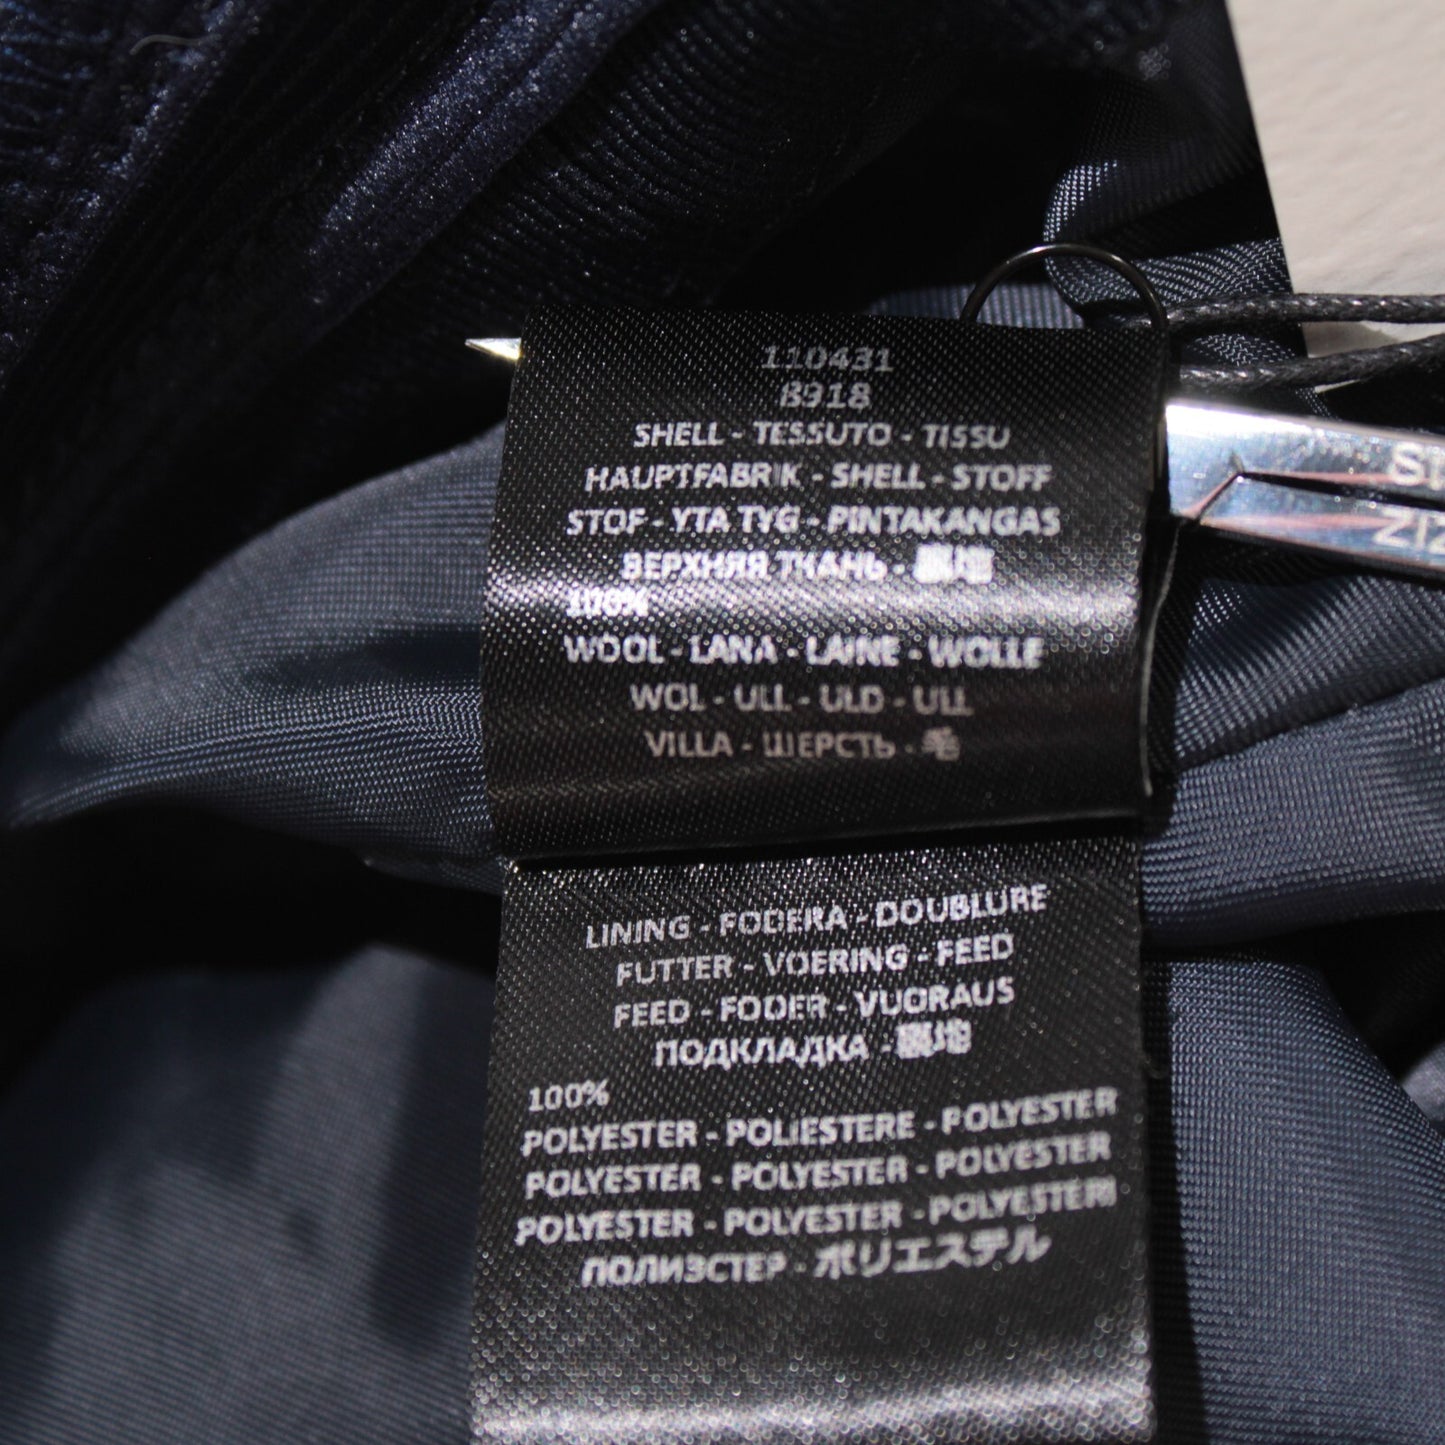 110431
8918
SHELL - TESSUTO - TISSU
HAUPTFABRIK - SHELL - STOFF
STOF - YTA TYG - PINTAKANGAS
ВЕРХНЯЯ ТКАНЬ -
100%
WOOL - LANA - LAINE - WOLLE
WOL - ULL - ULD - ULL
VILLA - ШЕРСТЬ - 毛
LINING - FODERA - DOUBLURE
FUTTER - VOERING - FEED
FEED - FODER - VUORAUS
ПОДКЛАДКА -
100%
POLYESTER - POLIESTERE - POLYESTER
POLYESTER - POLYESTER - POLYESTER
POLYESTER - POLYESTER - POLYESTERI
ПОЛИЭСТЕР - ポリエステル